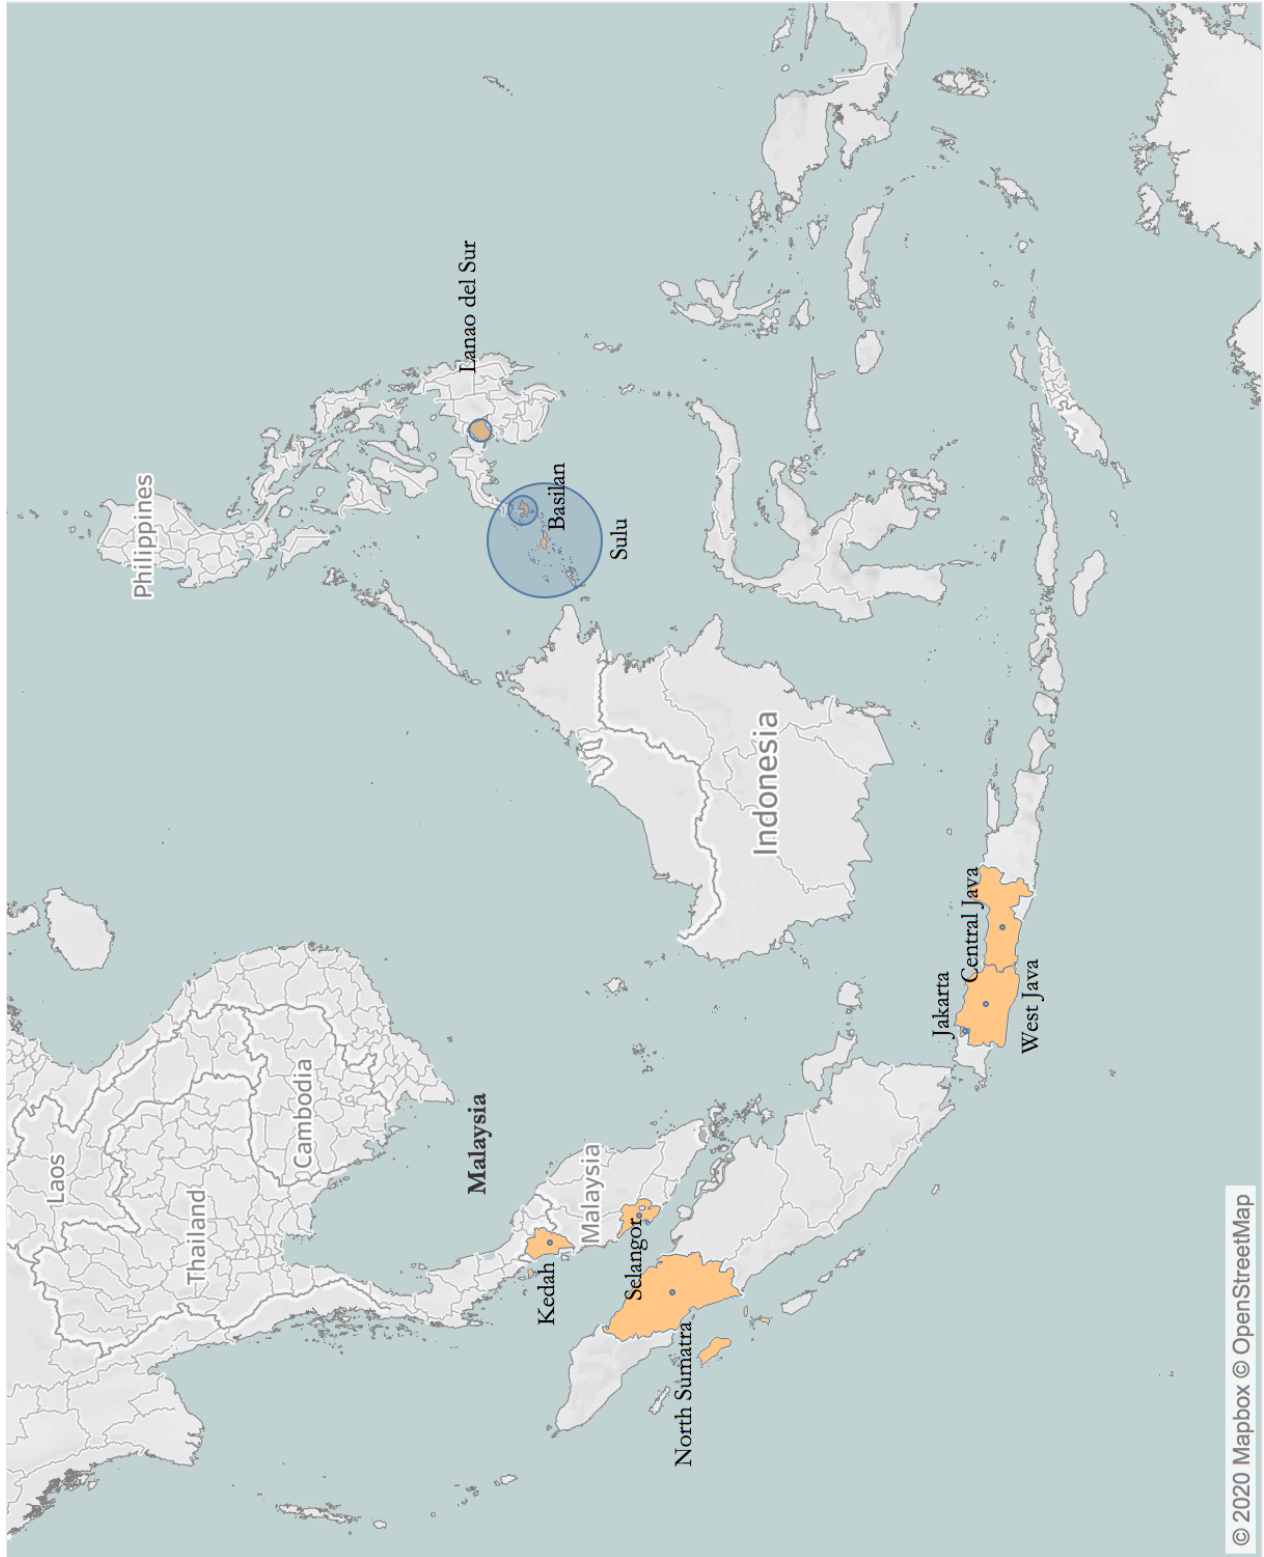 Philippines
Lanao del Sur
Basilan
Sulu
Laos
Thailand
Cambodia
Malaysia
Malaysia
Kedah
Selangor
North Sumatra
Indonesia
Jakarta
Central Java
West Java
© 2020 Mapbox © OpenStreetMap